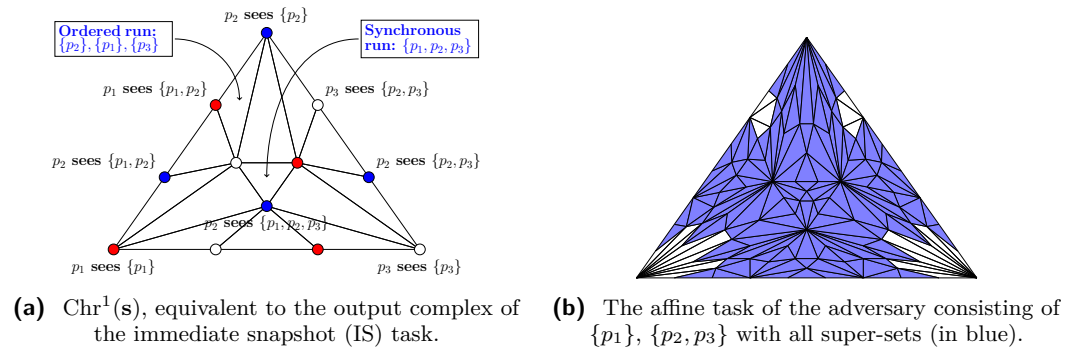 p₂ sees {p₂}
Ordered run:
{p₂}, {p₁}, {p₃}
Synchronous
run: {p₁, p₂, p₃}
p₁ sees {p₁, p₂}
p₃ sees {p₂, p₃}
p₂ sees {p₁, p₂}
p₂ sees {p₂, p₃}
p₂ sees {p₁, p₂, p₃}
p₁ sees {p₁}
p₃ sees {p₃}
(a) Chr¹(s), equivalent to the output complex of
the immediate snapshot (IS) task.
(b) The affine task of the adversary consisting of
{p₁}, {p₂, p₃} with all super-sets (in blue).